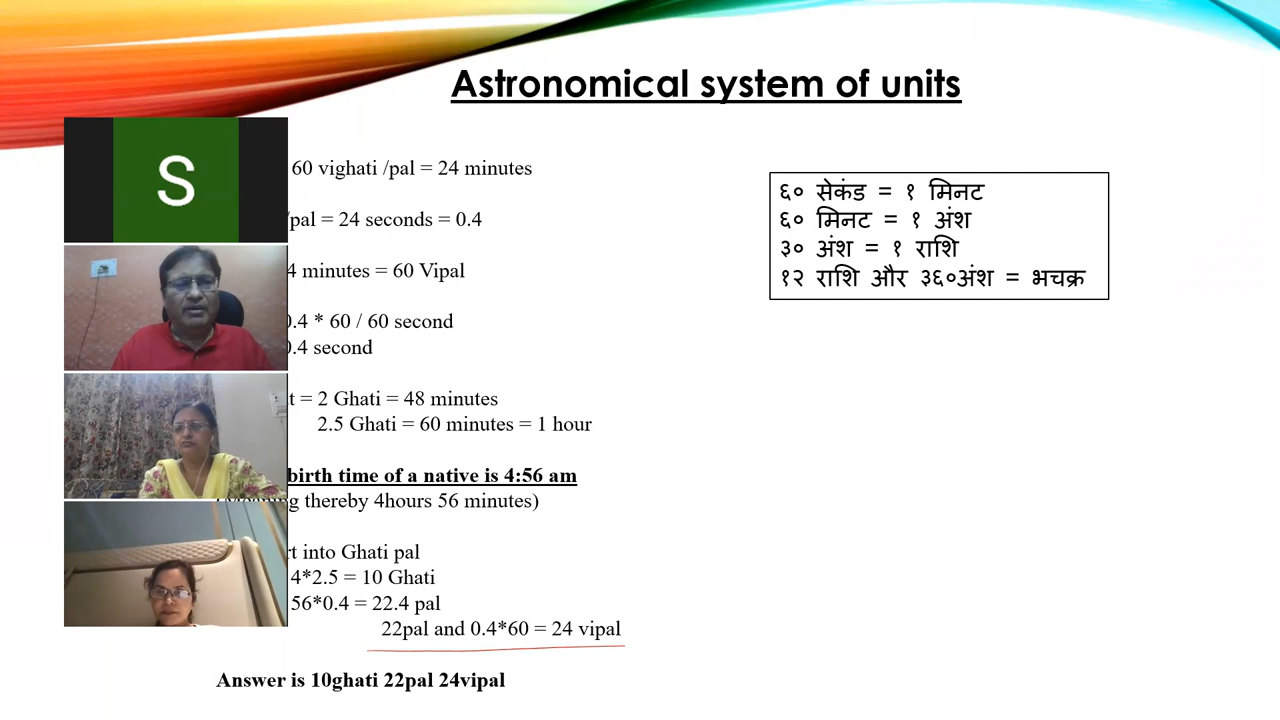 Astronomical system of units
S
60 vighati /pal = 24 minutes
/pal = 24 seconds = 0.4
4 minutes = 60 Vipal
0.4 * 60 / 60 second
0.4 second
t = 2 Ghati = 48 minutes
2.5 Ghati = 60 minutes = 1 hour
birth time of a native is 4:56 am
g thereby 4hours 56 minutes)
rt into Ghati pal
4*2.5 = 10 Ghati
56*0.4 = 22.4 pal
22pal and 0.4*60 = 24 vipal
Answer is 10ghati 22pal 24vipal
६० सेकंड = १ मिनट
६० मिनट = १ अंश
३० अंश = १ राशि
१२ राशि और ३६०अंश = भचक्र